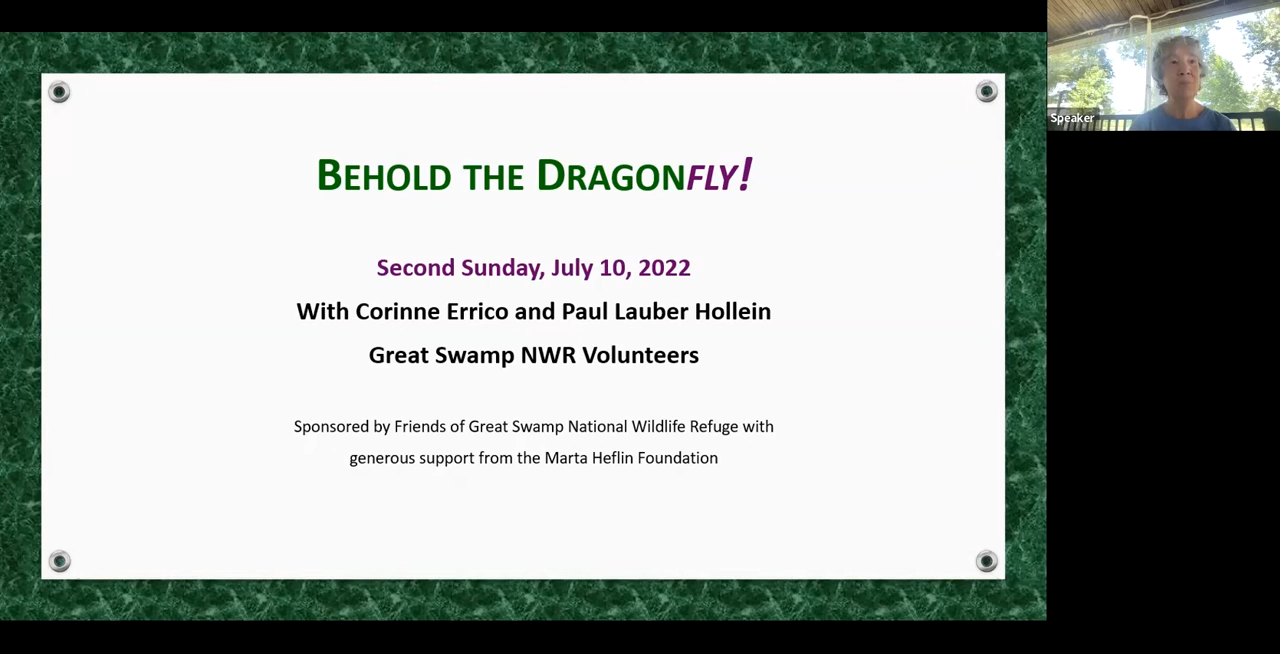 BEHOLD THE DRAGONFLY!
Second Sunday, July 10, 2022
With Corinne Errico and Paul Lauber Hollein
Great Swamp NWR Volunteers
Sponsored by Friends of Great Swamp National Wildlife Refuge with
generous support from the Marta Heflin Foundation
Speaker